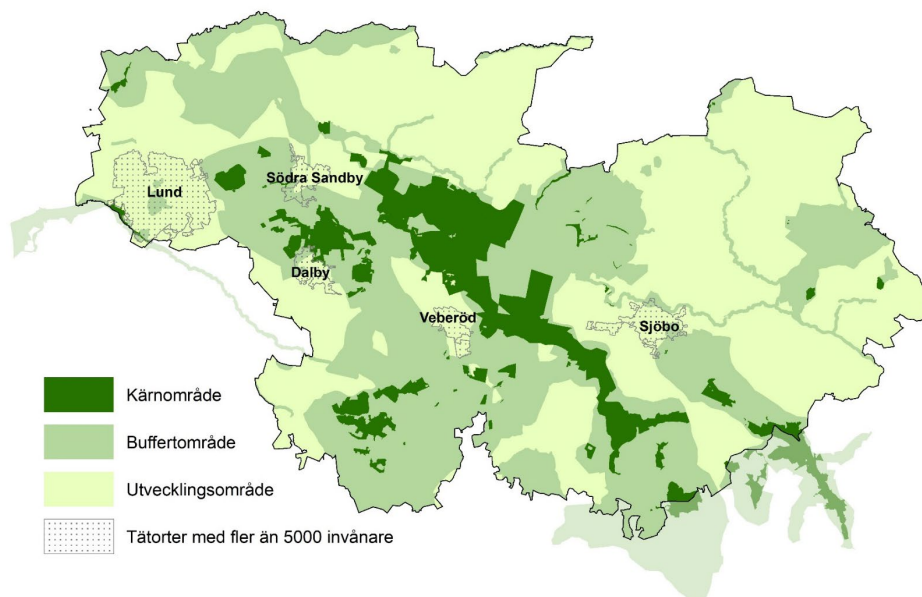 Lund
Södra Sandby
Dalby
Veberöd
Sjöbo
Kärnområde
Buffertområde
Utvecklingsområde
Tätorter med fler än 5000 invånare